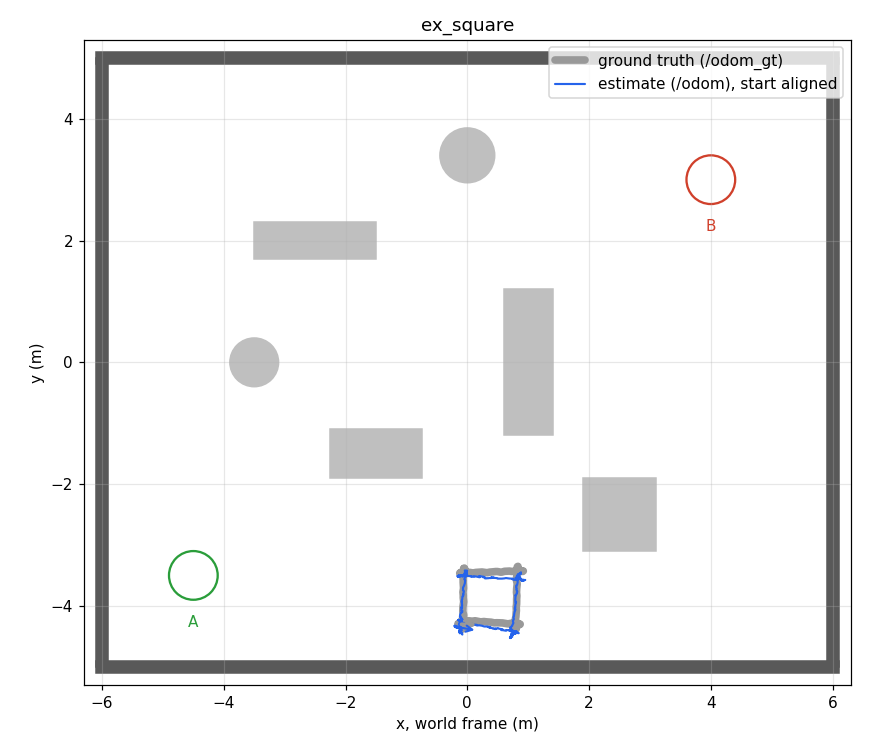 ex_square
ground truth (/odom_gt)
estimate (/odom), start aligned
4
2
0
−2
−4
y (m)
B
A
−6
−4
−2
0
2
4
6
x, world frame (m)